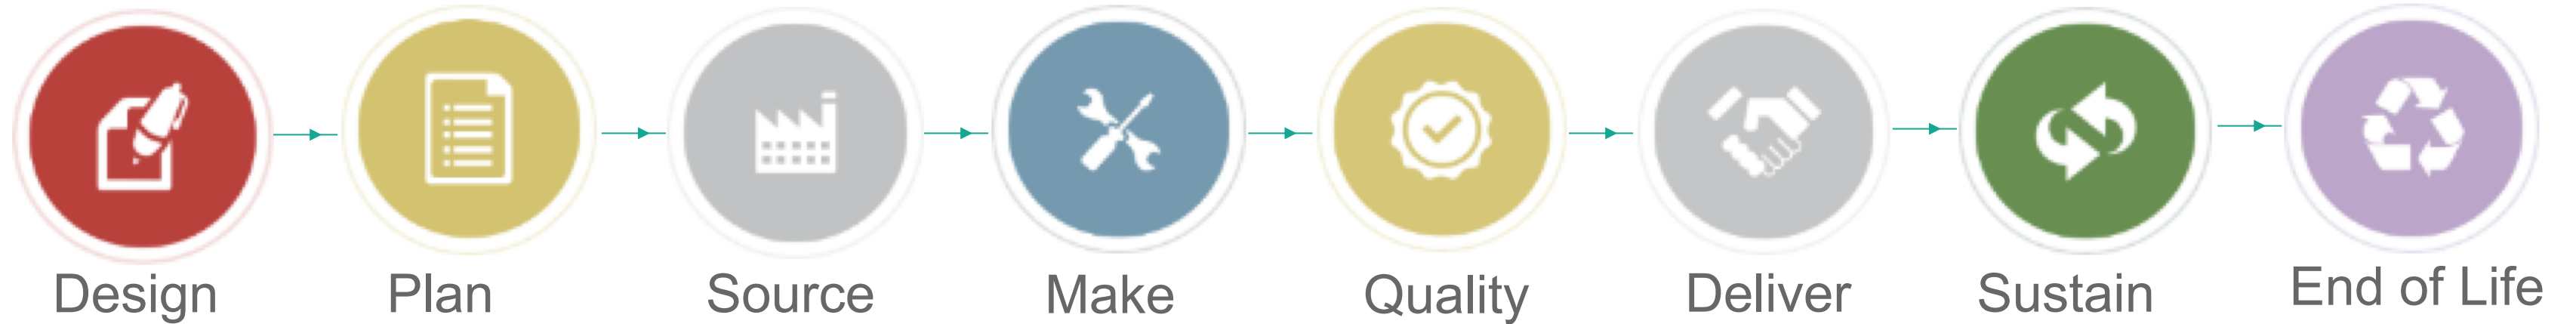 Design
Plan
Source
Make
Quality
Deliver
Sustain
End of Life